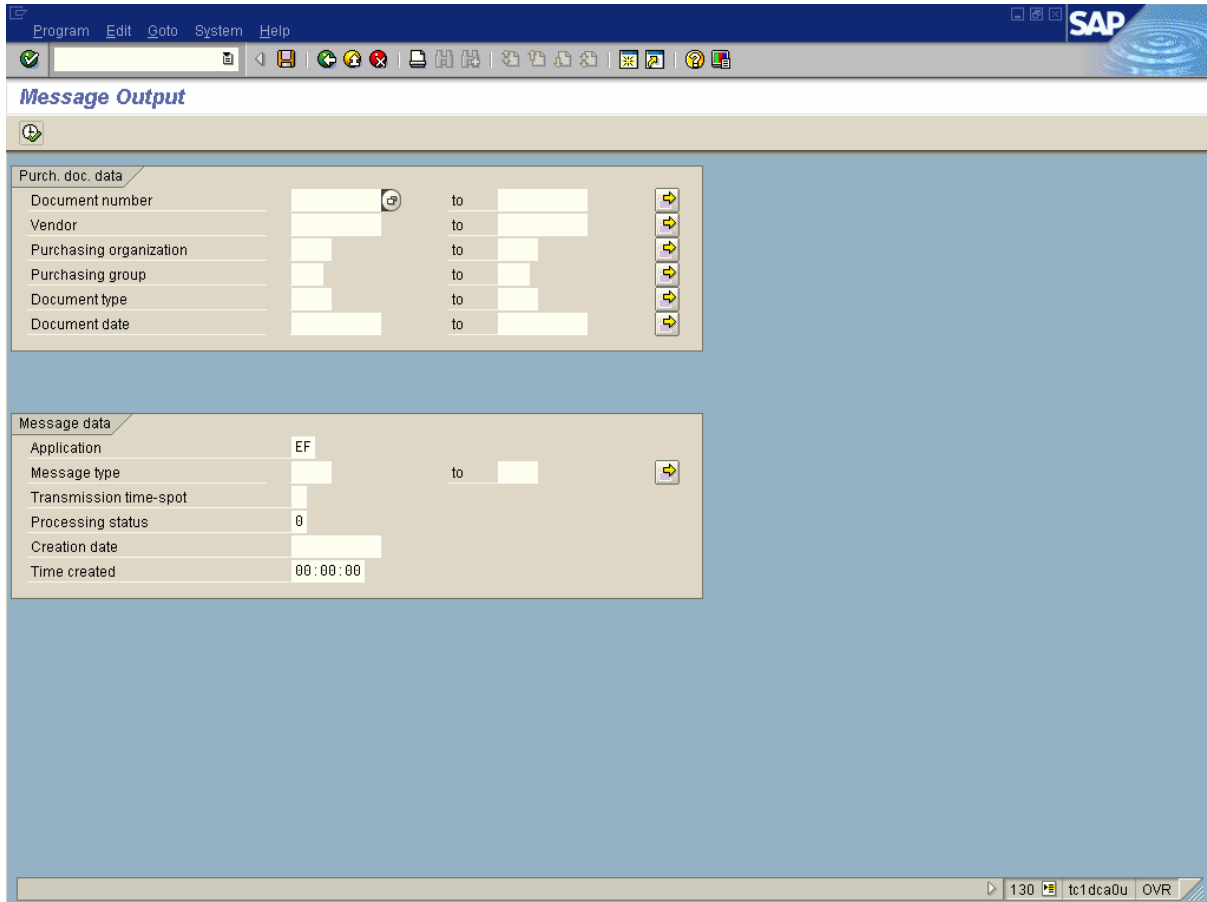 Program Edit Goto System Help
SAP
Message Output
Purch. doc. data
Document number to
Vendor to
Purchasing organization to
Purchasing group to
Document type to
Document date to
Message data
Application EF
Message type to
Transmission time-spot
Processing status 0
Creation date
Time created 00:00:00
130 tc1dca0u OVR